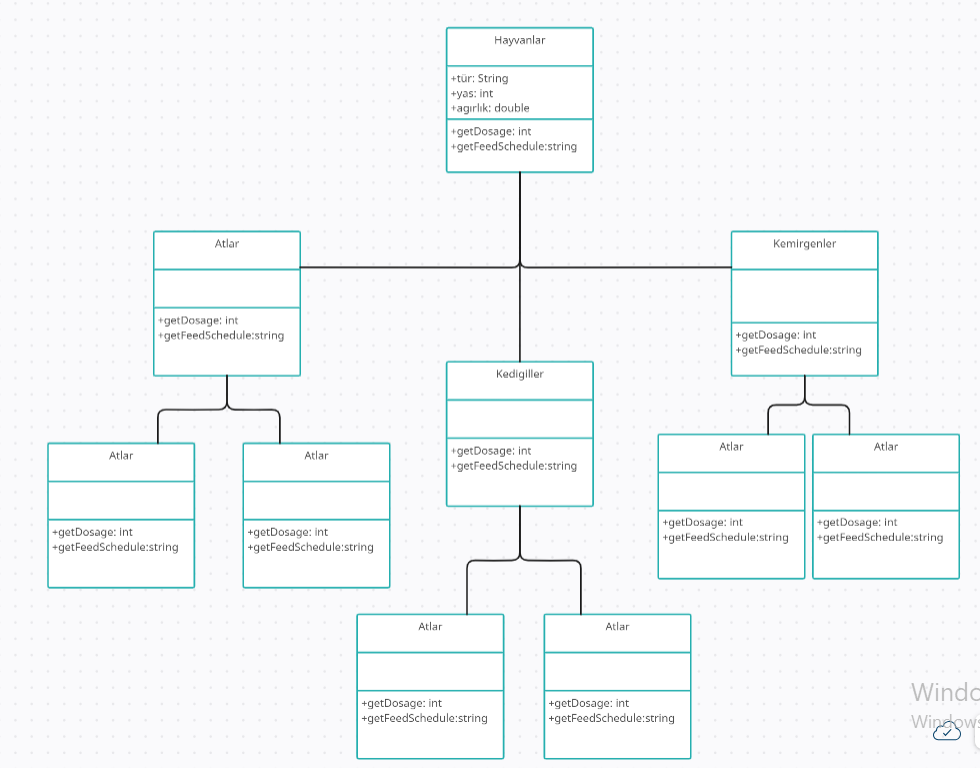 Hayvanlar
+tür: String
+yas: int
+agırlık: double
+getDosage: int
+getFeedSchedule:string
Atlar
+getDosage: int
+getFeedSchedule:string
Kemirgenler
+getDosage: int
+getFeedSchedule:string
Kedigiller
+getDosage: int
+getFeedSchedule:string
Atlar
+getDosage: int
+getFeedSchedule:string
Atlar
+getDosage: int
+getFeedSchedule:string
Atlar
+getDosage: int
+getFeedSchedule:string
Atlar
+getDosage: int
+getFeedSchedule:string
Atlar
+getDosage: int
+getFeedSchedule:string
Atlar
+getDosage: int
+getFeedSchedule:string
Windows